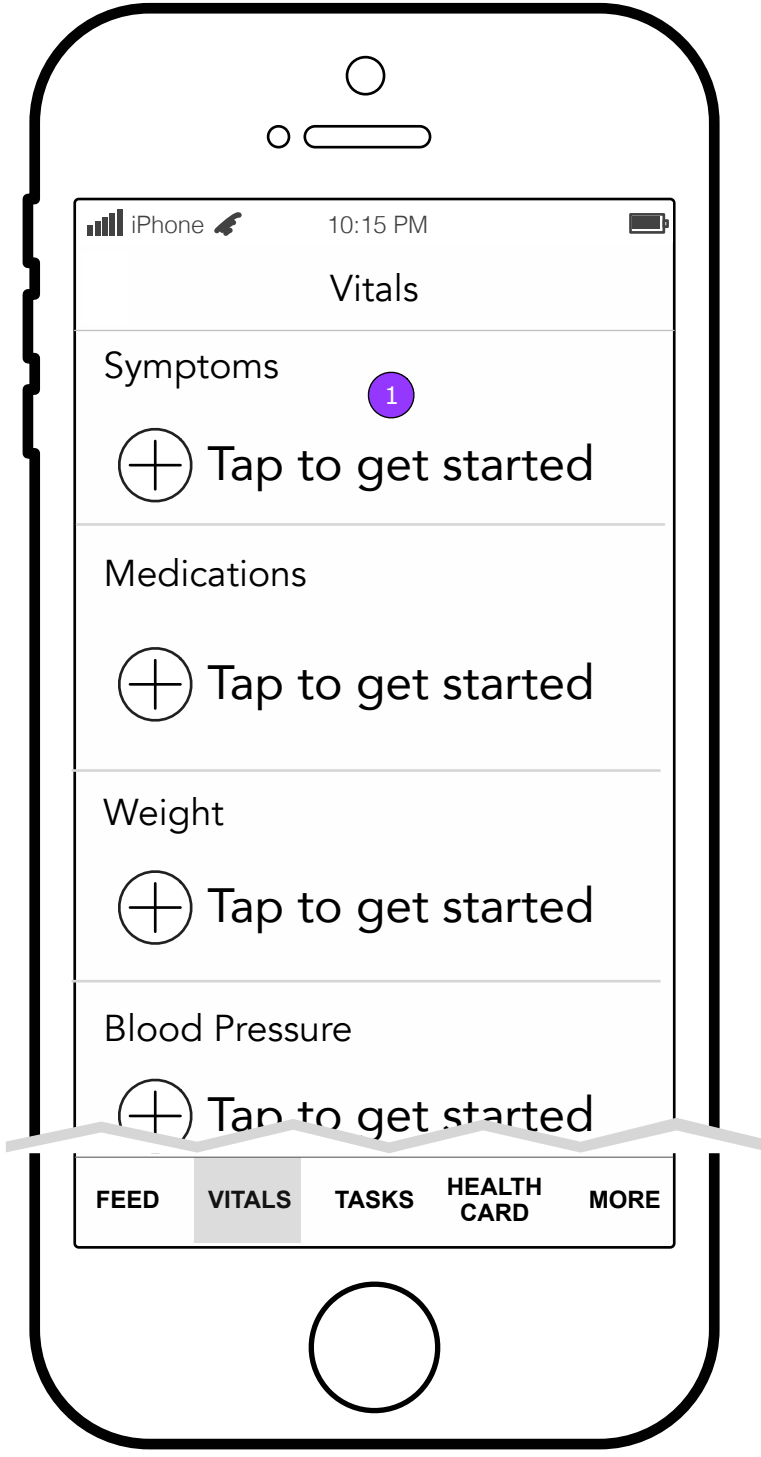 iPhone 10:15 PM
Vitals
Symptoms
1
Tap to get started
Medications
Tap to get started
Weight
Tap to get started
Blood Pressure
Tap to get started
FEED VITALS TASKS HEALTH CARD MORE